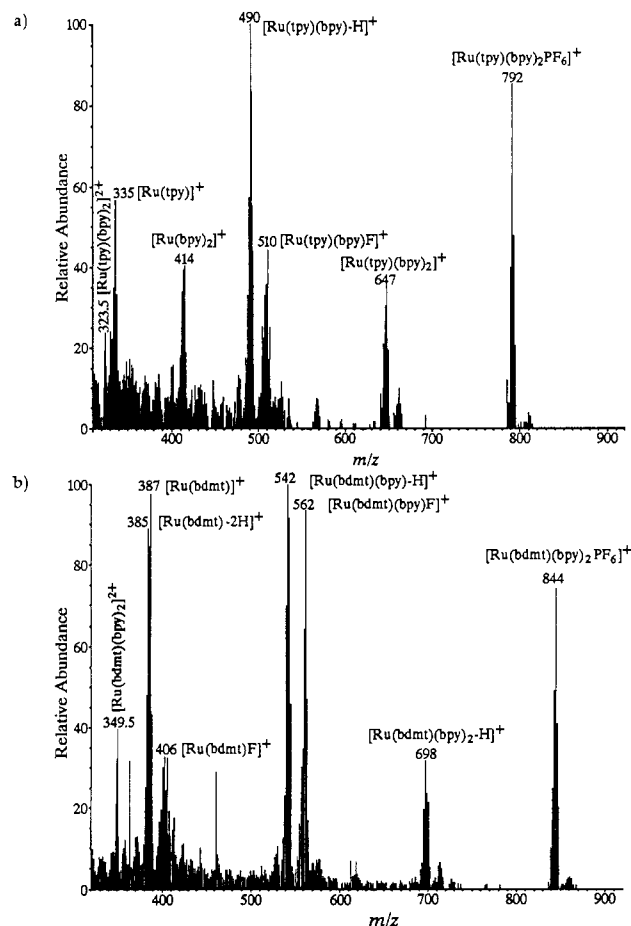 a)
490 [Ru(tpy)(bpy)-H]+
[Ru(tpy)(bpy)2PF6]+
792
335 [Ru(tpy)]+
[Ru(bpy)2]+
414
510 [Ru(tpy)(bpy)F]+
[Ru(tpy)(bpy)2]+
647
323.5 [Ru(tpy)(bpy)2]2+
Relative Abundance
100
80
60
40
20
0
400 500 600 700 800 900
m/z
b)
387 [Ru(bdmt)]+
385 [Ru(bdmt) -2H]+
542 [Ru(bdmt)(bpy)-H]+
562 [Ru(bdmt)(bpy)F]+
[Ru(bdmt)(bpy)2 PF6]+
844
349.5 [Ru(bdmt)(bpy)2]2+
406 [Ru(bdmt)F]+
[Ru(bdmt)(bpy)2-H]+
698
Relative Abundance
100
80
60
40
20
0
400 500 600 700 800 900
m/z